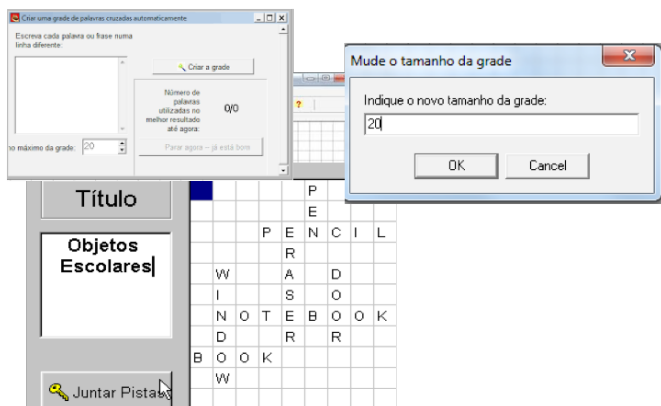 Criar uma grade de palavras cruzadas automaticamente
Escreva cada palavra ou frase numa
linha diferente:
Criar a grade
Número de
palavras
utilizadas no
melhor resultado
até agora:
0/0
no máximo da grade:
20
Parar agora – já está bom
?
Mude o tamanho da grade
Indique o novo tamanho da grade:
20
OK
Cancel
Título
Objetos
Escolares
Juntar Pistas
P
E
P E N C I L
R
W A D
I S O
N O T E B O O K
D R R
B O O K
W